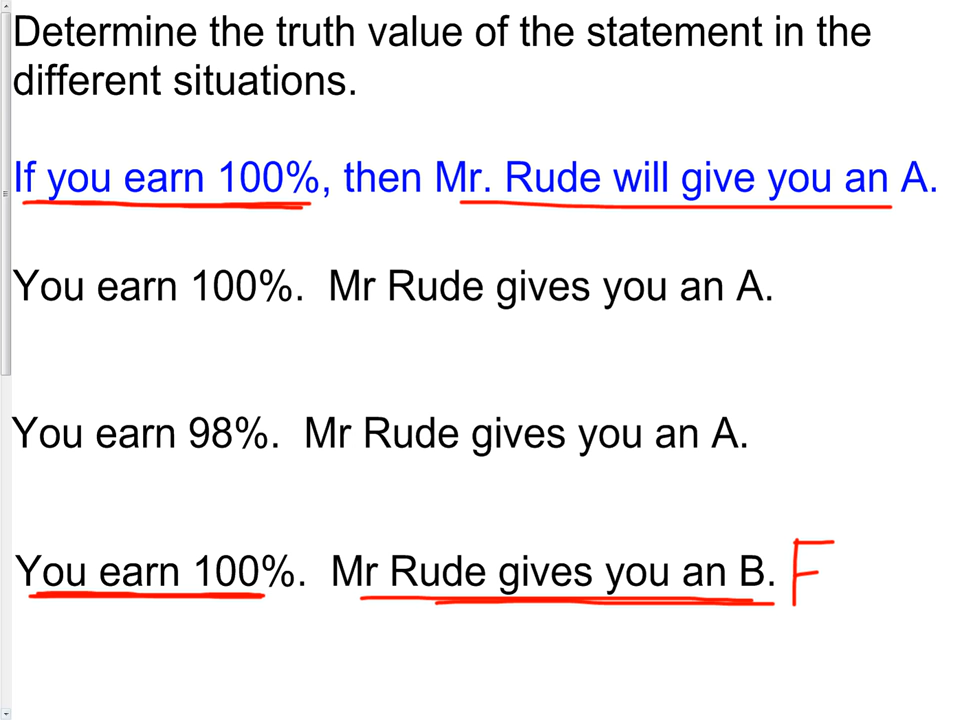 Determine the truth value of the statement in the
different situations.
If you earn 100%, then Mr. Rude will give you an A.
You earn 100%.  Mr Rude gives you an A.
You earn 98%.  Mr Rude gives you an A.
You earn 100%.  Mr Rude gives you an B. F